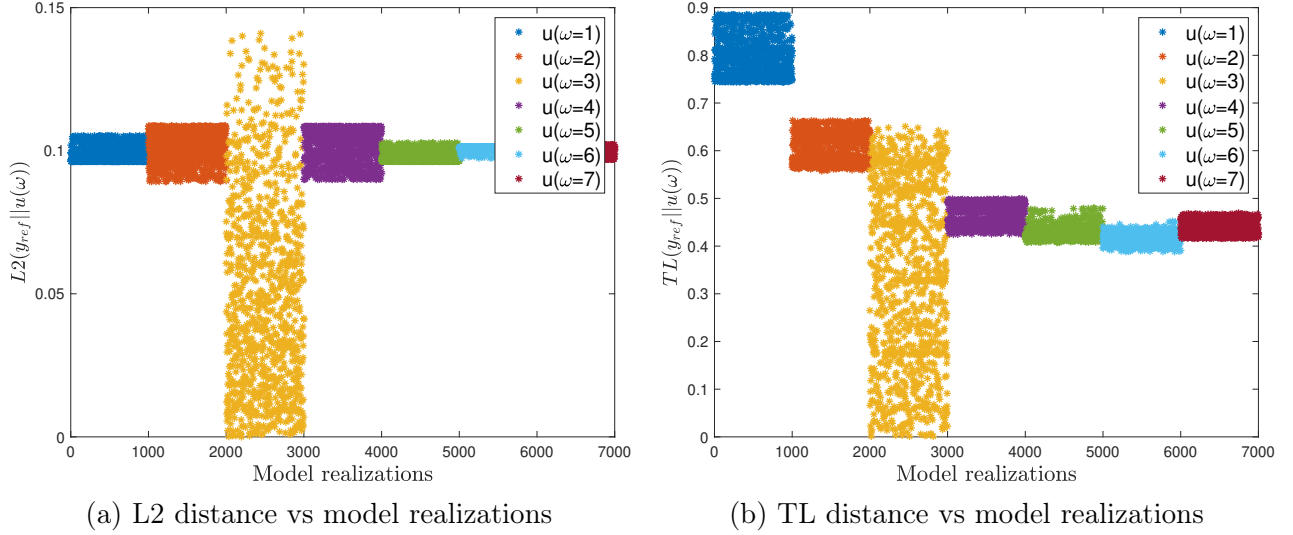 0.15
0.1
0.05
0
L2(y_ref||u(ω))
0 1000 2000 3000 4000 5000 6000 7000
Model realizations
u(ω=1)
u(ω=2)
u(ω=3)
u(ω=4)
u(ω=5)
u(ω=6)
u(ω=7)
(a) L2 distance vs model realizations
0.9
0.8
0.7
0.6
0.5
0.4
0.3
0.2
0.1
0
TL(y_ref||u(ω))
0 1000 2000 3000 4000 5000 6000 7000
Model realizations
u(ω=1)
u(ω=2)
u(ω=3)
u(ω=4)
u(ω=5)
u(ω=6)
u(ω=7)
(b) TL distance vs model realizations